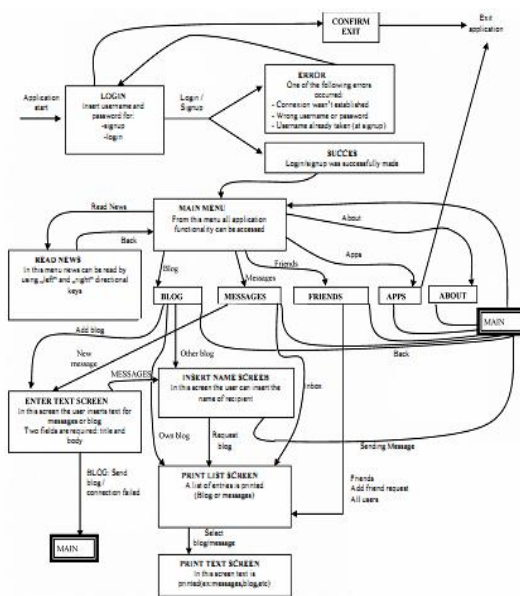 CONFIRM
EXIT
Exit
application
Application
start
LOGIN
Insert username and
password for:
-signup
-login
Login /
Signup
ERROR
One of the following errors
occurred:
- Connexion wasn't established
- Wrong username or password
- Username already taken (at signup)
SUCCES
Login/signup was successfully made
MAIN MENU
From this menu all application
functionality can be accessed
Read News
Back
About
READ NEWS
In this menu news can be read by
using „left" and „right" directional
keys
Blog
Messages
Friends
Apps
BLOG
MESSAGES
FRIENDS
APPS
ABOUT
MAIN
Add blog
New
message
Other blog
Back
MESSAGES
INSERT NAME SCREEN
In this screen the user can insert the
name of recipient
Inbox
ENTER TEXT SCREEN
In this screen the user inserts text for
messages or blog
Two fields are required: title and
body
Own blog
Request
blog
Sending Message
BLOG: Send
blog /
connection failed
PRINT LIST SCREEN
A list of entries is printed
(Blog or messages)
Friends
Add friend request
All users
MAIN
Select
blog/message
PRINT TEXT SCREEN
In this screen text is
printed(ex:messages,blog,etc)